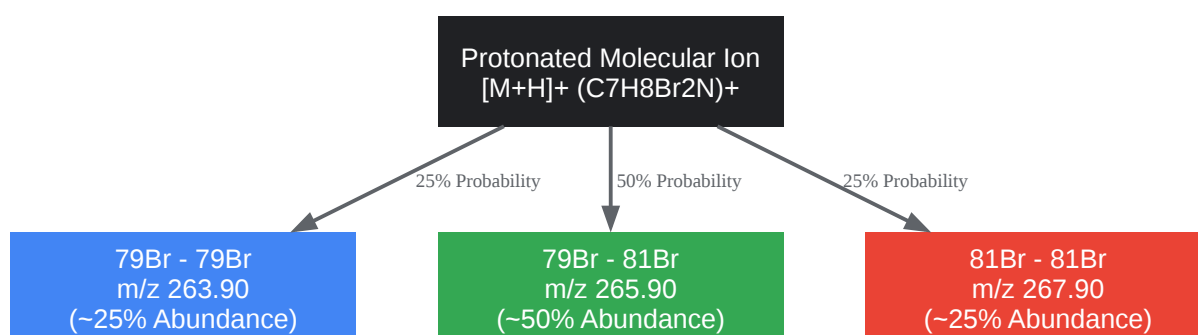 Protonated Molecular Ion
[M+H]+ (C7H8Br2N)+
25% Probability
50% Probability
25% Probability
79Br - 79Br
m/z 263.90
(~25% Abundance)
79Br - 81Br
m/z 265.90
(~50% Abundance)
81Br - 81Br
m/z 267.90
(~25% Abundance)